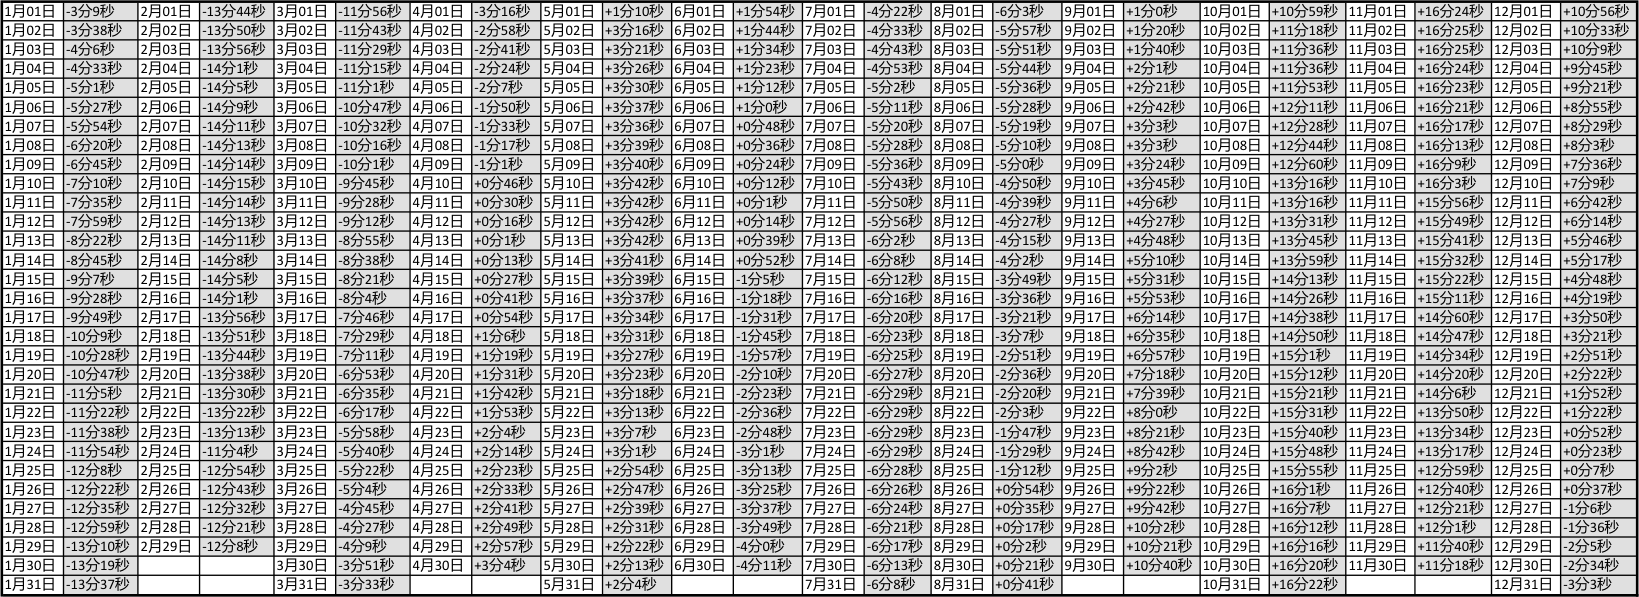 1月01日 -3分9秒 2月01日 -13分44秒 3月01日 -11分56秒 4月01日 -3分16秒 5月01日 +1分10秒 6月01日 +1分54秒 7月01日 -4分22秒 8月01日 -6分3秒 9月01日 +1分0秒 10月01日 +10分59秒 11月01日 +16分24秒 12月01日 +10分56秒
1月02日 -3分38秒 2月02日 -13分50秒 3月02日 -11分43秒 4月02日 -2分58秒 5月02日 +3分16秒 6月02日 +1分44秒 7月02日 -4分33秒 8月02日 -5分57秒 9月02日 +1分20秒 10月02日 +11分18秒 11月02日 +16分25秒 12月02日 +10分33秒
1月03日 -4分6秒 2月03日 -13分56秒 3月03日 -11分29秒 4月03日 -2分41秒 5月03日 +3分21秒 6月03日 +1分34秒 7月03日 -4分43秒 8月03日 -5分51秒 9月03日 +1分40秒 10月03日 +11分36秒 11月03日 +16分25秒 12月03日 +10分9秒
1月04日 -4分33秒 2月04日 -14分1秒 3月04日 -11分15秒 4月04日 -2分24秒 5月04日 +3分26秒 6月04日 +1分23秒 7月04日 -4分53秒 8月04日 -5分44秒 9月04日 +2分1秒 10月04日 +11分36秒 11月04日 +16分24秒 12月04日 +9分45秒
1月05日 -5分1秒 2月05日 -14分5秒 3月05日 -11分1秒 4月05日 -2分7秒 5月05日 +3分30秒 6月05日 +1分12秒 7月05日 -5分2秒 8月05日 -5分36秒 9月05日 +2分21秒 10月05日 +11分53秒 11月05日 +16分23秒 12月05日 +9分21秒
1月06日 -5分27秒 2月06日 -14分9秒 3月06日 -10分47秒 4月06日 -1分50秒 5月06日 +3分37秒 6月06日 +1分0秒 7月06日 -5分11秒 8月06日 -5分28秒 9月06日 +2分42秒 10月06日 +12分11秒 11月06日 +16分21秒 12月06日 +8分55秒
1月07日 -5分54秒 2月07日 -14分11秒 3月07日 -10分32秒 4月07日 -1分33秒 5月07日 +3分36秒 6月07日 +0分48秒 7月07日 -5分20秒 8月07日 -5分19秒 9月07日 +3分3秒 10月07日 +12分28秒 11月07日 +16分17秒 12月07日 +8分29秒
1月08日 -6分20秒 2月08日 -14分13秒 3月08日 -10分16秒 4月08日 -1分17秒 5月08日 +3分39秒 6月08日 +0分36秒 7月08日 -5分28秒 8月08日 -5分10秒 9月08日 +3分3秒 10月08日 +12分44秒 11月08日 +16分13秒 12月08日 +8分3秒
1月09日 -6分45秒 2月09日 -14分14秒 3月09日 -10分1秒 4月09日 -1分1秒 5月09日 +3分40秒 6月09日 +0分24秒 7月09日 -5分36秒 8月09日 -5分0秒 9月09日 +3分24秒 10月09日 +12分60秒 11月09日 +16分9秒 12月09日 +7分36秒
1月10日 -7分10秒 2月10日 -14分15秒 3月10日 -9分45秒 4月10日 +0分46秒 5月10日 +3分42秒 6月10日 +0分12秒 7月10日 -5分43秒 8月10日 -4分50秒 9月10日 +3分45秒 10月10日 +13分16秒 11月10日 +16分3秒 12月10日 +7分9秒
1月11日 -7分35秒 2月11日 -14分14秒 3月11日 -9分28秒 4月11日 +0分30秒 5月11日 +3分42秒 6月11日 +0分1秒 7月11日 -5分50秒 8月11日 -4分39秒 9月11日 +4分6秒 10月11日 +13分16秒 11月11日 +15分56秒 12月11日 +6分42秒
1月12日 -7分59秒 2月12日 -14分13秒 3月12日 -9分12秒 4月12日 +0分16秒 5月12日 +3分42秒 6月12日 +0分14秒 7月12日 -5分56秒 8月12日 -4分27秒 9月12日 +4分27秒 10月12日 +13分31秒 11月12日 +15分49秒 12月12日 +6分14秒
1月13日 -8分22秒 2月13日 -14分11秒 3月13日 -8分55秒 4月13日 +0分1秒 5月13日 +3分42秒 6月13日 +0分39秒 7月13日 -6分2秒 8月13日 -4分15秒 9月13日 +4分48秒 10月13日 +13分45秒 11月13日 +15分41秒 12月13日 +5分46秒
1月14日 -8分45秒 2月14日 -14分8秒 3月14日 -8分38秒 4月14日 +0分13秒 5月14日 +3分41秒 6月14日 +0分52秒 7月14日 -6分8秒 8月14日 -4分2秒 9月14日 +5分10秒 10月14日 +13分59秒 11月14日 +15分32秒 12月14日 +5分17秒
1月15日 -9分7秒 2月15日 -14分5秒 3月15日 -8分21秒 4月15日 +0分27秒 5月15日 +3分39秒 6月15日 -1分5秒 7月15日 -6分12秒 8月15日 -3分49秒 9月15日 +5分31秒 10月15日 +14分13秒 11月15日 +15分22秒 12月15日 +4分48秒
1月16日 -9分28秒 2月16日 -14分1秒 3月16日 -8分4秒 4月16日 +0分41秒 5月16日 +3分37秒 6月16日 -1分18秒 7月16日 -6分16秒 8月16日 -3分36秒 9月16日 +5分53秒 10月16日 +14分26秒 11月16日 +15分11秒 12月16日 +4分19秒
1月17日 -9分49秒 2月17日 -13分56秒 3月17日 -7分46秒 4月17日 +0分54秒 5月17日 +3分34秒 6月17日 -1分31秒 7月17日 -6分20秒 8月17日 -3分21秒 9月17日 +6分14秒 10月17日 +14分38秒 11月17日 +14分60秒 12月17日 +3分50秒
1月18日 -10分9秒 2月18日 -13分51秒 3月18日 -7分29秒 4月18日 +1分6秒 5月18日 +3分31秒 6月18日 -1分45秒 7月18日 -6分23秒 8月18日 -3分7秒 9月18日 +6分35秒 10月18日 +14分50秒 11月18日 +14分47秒 12月18日 +3分21秒
1月19日 -10分28秒 2月19日 -13分44秒 3月19日 -7分11秒 4月19日 +1分19秒 5月19日 +3分27秒 6月19日 -1分57秒 7月19日 -6分25秒 8月19日 -2分51秒 9月19日 +6分57秒 10月19日 +15分1秒 11月19日 +14分34秒 12月19日 +2分51秒
1月20日 -10分47秒 2月20日 -13分38秒 3月20日 -6分53秒 4月20日 +1分31秒 5月20日 +3分23秒 6月20日 -2分10秒 7月20日 -6分27秒 8月20日 -2分36秒 9月20日 +7分18秒 10月20日 +15分12秒 11月20日 +14分20秒 12月20日 +2分22秒
1月21日 -11分5秒 2月21日 -13分30秒 3月21日 -6分35秒 4月21日 +1分42秒 5月21日 +3分18秒 6月21日 -2分23秒 7月21日 -6分29秒 8月21日 -2分20秒 9月21日 +7分39秒 10月21日 +15分21秒 11月21日 +14分6秒 12月21日 +1分52秒
1月22日 -11分22秒 2月22日 -13分22秒 3月22日 -6分17秒 4月22日 +1分53秒 5月22日 +3分13秒 6月22日 -2分36秒 7月22日 -6分29秒 8月22日 -2分3秒 9月22日 +8分0秒 10月22日 +15分31秒 11月22日 +13分50秒 12月22日 +1分22秒
1月23日 -11分38秒 2月23日 -13分13秒 3月23日 -5分58秒 4月23日 +2分4秒 5月23日 +3分7秒 6月23日 -2分48秒 7月23日 -6分29秒 8月23日 -1分47秒 9月23日 +8分21秒 10月23日 +15分40秒 11月23日 +13分34秒 12月23日 +0分52秒
1月24日 -11分54秒 2月24日 -11分4秒 3月24日 -5分40秒 4月24日 +2分14秒 5月24日 +3分1秒 6月24日 -3分1秒 7月24日 -6分29秒 8月24日 -1分29秒 9月24日 +8分42秒 10月24日 +15分48秒 11月24日 +13分17秒 12月24日 +0分23秒
1月25日 -12分8秒 2月25日 -12分54秒 3月25日 -5分22秒 4月25日 +2分23秒 5月25日 +2分54秒 6月25日 -3分13秒 7月25日 -6分28秒 8月25日 -1分12秒 9月25日 +9分2秒 10月25日 +15分55秒 11月25日 +12分59秒 12月25日 +0分7秒
1月26日 -12分22秒 2月26日 -12分43秒 3月26日 -5分4秒 4月26日 +2分33秒 5月26日 +2分47秒 6月26日 -3分25秒 7月26日 -6分26秒 8月26日 +0分54秒 9月26日 +9分22秒 10月26日 +16分1秒 11月26日 +12分40秒 12月26日 +0分37秒
1月27日 -12分35秒 2月27日 -12分32秒 3月27日 -4分45秒 4月27日 +2分41秒 5月27日 +2分39秒 6月27日 -3分37秒 7月27日 -6分24秒 8月27日 +0分35秒 9月27日 +9分42秒 10月27日 +16分7秒 11月27日 +12分21秒 12月27日 -1分6秒
1月28日 -12分59秒 2月28日 -12分21秒 3月28日 -4分27秒 4月28日 +2分49秒 5月28日 +2分31秒 6月28日 -3分49秒 7月28日 -6分21秒 8月28日 +0分17秒 9月28日 +10分2秒 10月28日 +16分12秒 11月28日 +12分1秒 12月28日 -1分36秒
1月29日 -13分10秒 2月29日 -12分8秒 3月29日 -4分9秒 4月29日 +2分57秒 5月29日 +2分22秒 6月29日 -4分0秒 7月29日 -6分17秒 8月29日 +0分2秒 9月29日 +10分21秒 10月29日 +16分16秒 11月29日 +11分40秒 12月29日 -2分5秒
1月30日 -13分19秒 3月30日 -3分51秒 4月30日 +3分4秒 5月30日 +2分13秒 6月30日 -4分11秒 7月30日 -6分13秒 8月30日 +0分21秒 9月30日 +10分40秒 10月30日 +16分20秒 11月30日 +11分18秒 12月30日 -2分34秒
1月31日 -13分37秒 3月31日 -3分33秒 5月31日 +2分4秒 7月31日 -6分8秒 8月31日 +0分41秒 10月31日 +16分22秒 12月31日 -3分3秒